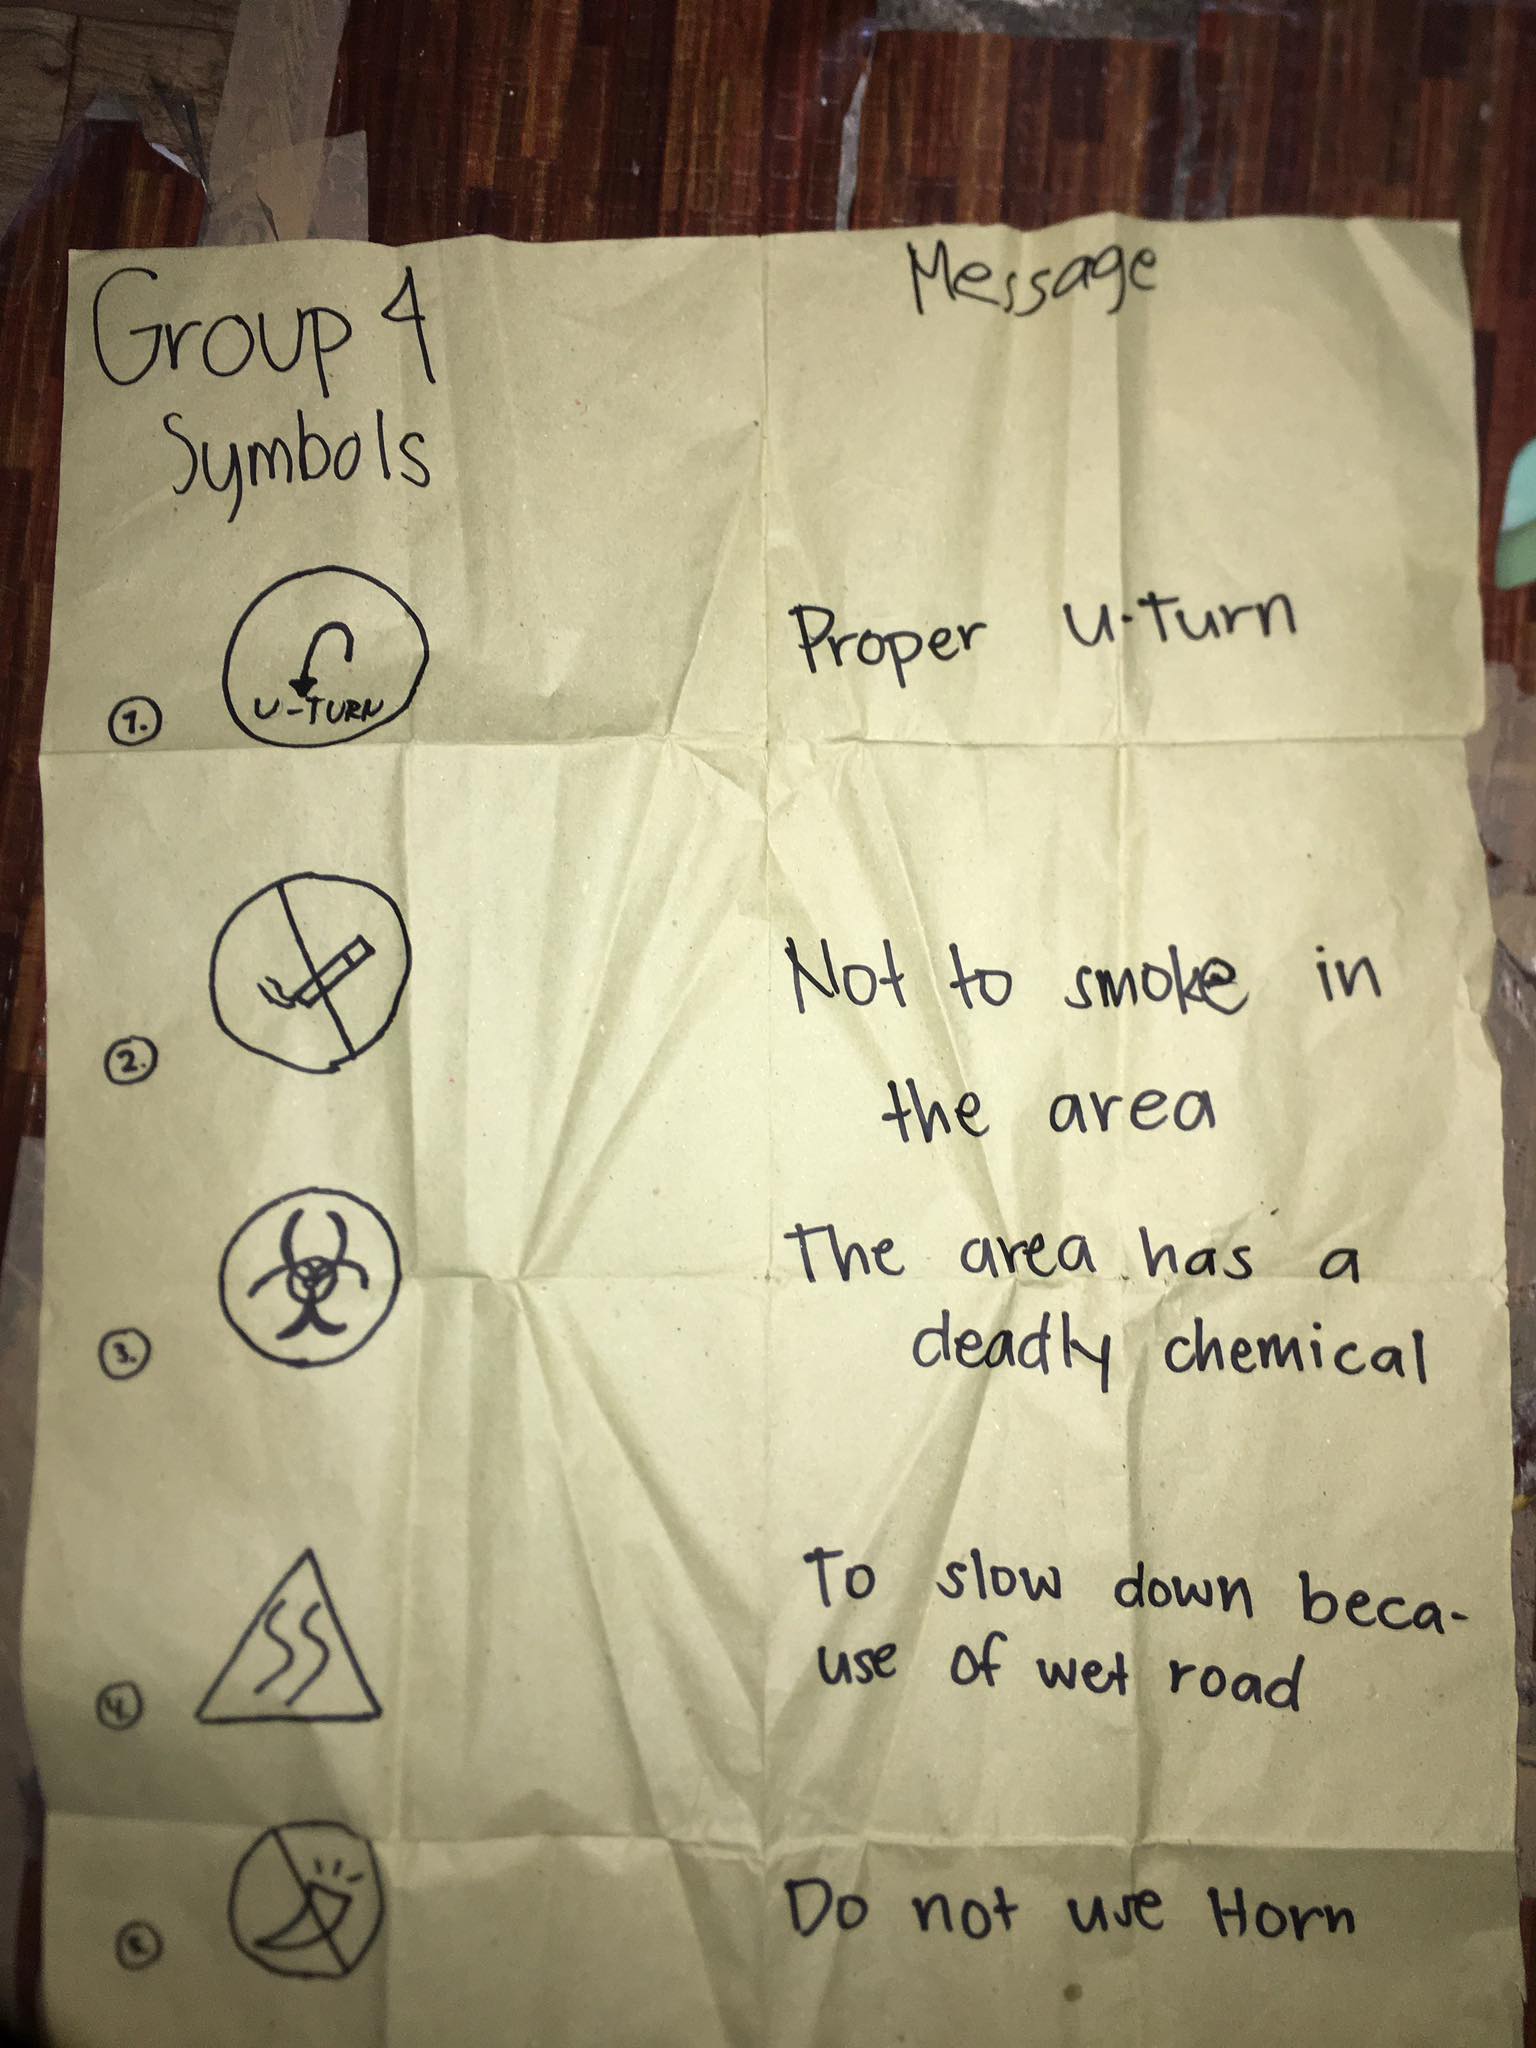 Group 4
Symbols
Message
U-TURN
1.
Proper U-Turn
2.
Not to smoke in
the area
3.
The area has a
deadly chemical
4.
To slow down beca-
use of wet road
Do not use Horn